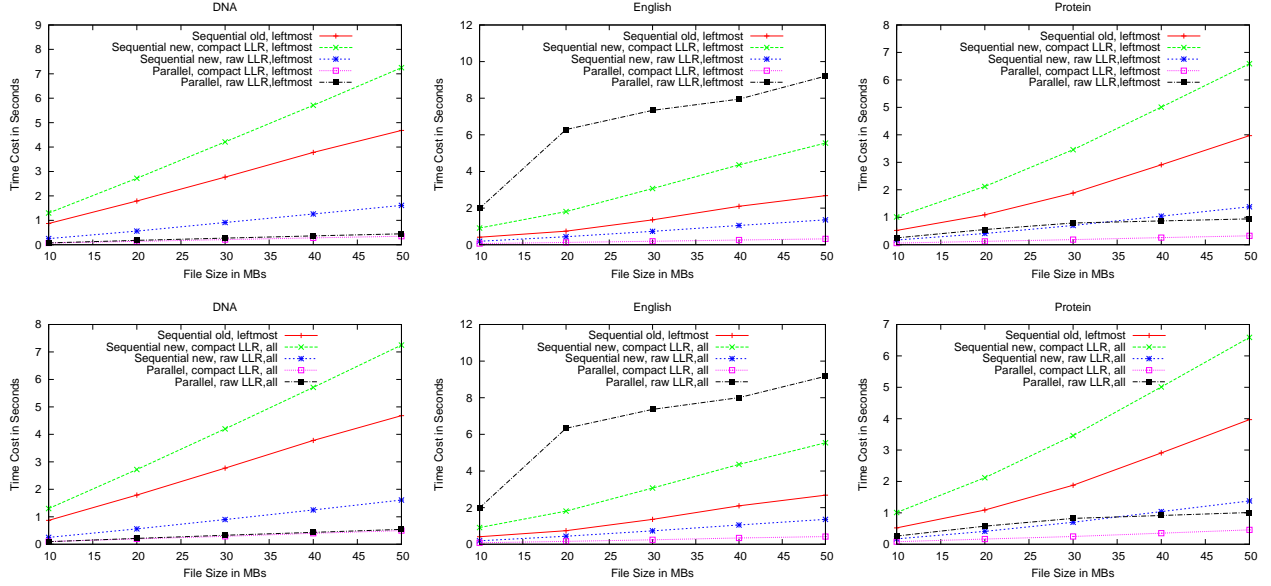 DNA
Time Cost in Seconds
9
8
7
6
5
4
3
2
1
0
Sequential old, leftmost
Sequential new, compact LLR, leftmost
Sequential new, raw LLR,leftmost
Parallel, compact LLR,leftmost
Parallel, raw LLR,leftmost
10 15 20 25 30 35 40 45 50
File Size in MBs
English
Time Cost in Seconds
12
10
8
6
4
2
0
Sequential old, leftmost
Sequential new, compact LLR, leftmost
Sequential new, raw LLR,leftmost
Parallel, compact LLR,leftmost
Parallel, raw LLR,leftmost
10 15 20 25 30 35 40 45 50
File Size in MBs
Protein
Time Cost in Seconds
8
7
6
5
4
3
2
1
0
Sequential old, leftmost
Sequential new, compact LLR, leftmost
Sequential new, raw LLR,leftmost
Parallel, compact LLR,leftmost
Parallel, raw LLR,leftmost
10 15 20 25 30 35 40 45 50
File Size in MBs
DNA
Time Cost in Seconds
8
7
6
5
4
3
2
1
0
Sequential old, leftmost
Sequential new, compact LLR, all
Sequential new, raw LLR,all
Parallel, compact LLR, all
Parallel, raw LLR,all
10 15 20 25 30 35 40 45 50
File Size in MBs
English
Time Cost in Seconds
12
10
8
6
4
2
0
Sequential old, leftmost
Sequential new, compact LLR, all
Sequential new, raw LLR,all
Parallel, compact LLR, all
Parallel, raw LLR,all
10 15 20 25 30 35 40 45 50
File Size in MBs
Protein
Time Cost in Seconds
7
6
5
4
3
2
1
0
Sequential old, leftmost
Sequential new, compact LLR, all
Sequential new, raw LLR,all
Parallel, compact LLR, all
Parallel, raw LLR,all
10 15 20 25 30 35 40 45 50
File Size in MBs